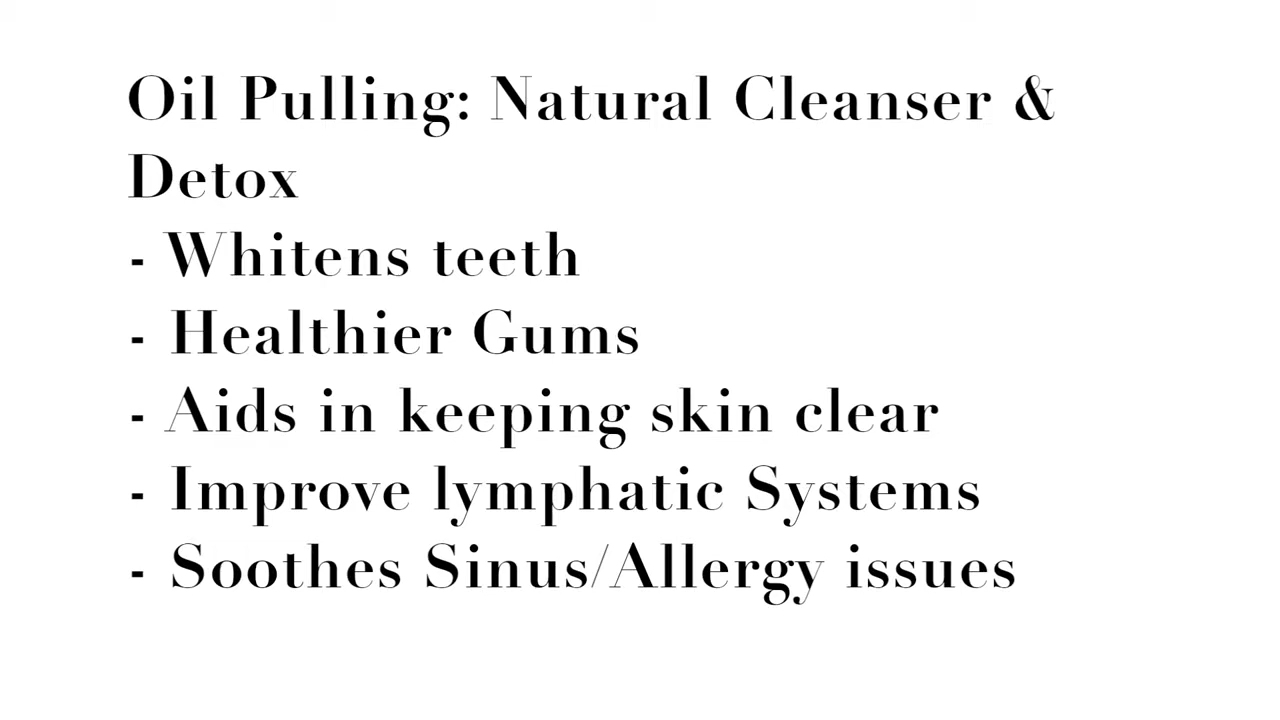 Oil Pulling: Natural Cleanser &
Detox
- Whitens teeth
- Healthier Gums
- Aids in keeping skin clear
- Improve lymphatic Systems
- Soothes Sinus/Allergy issues